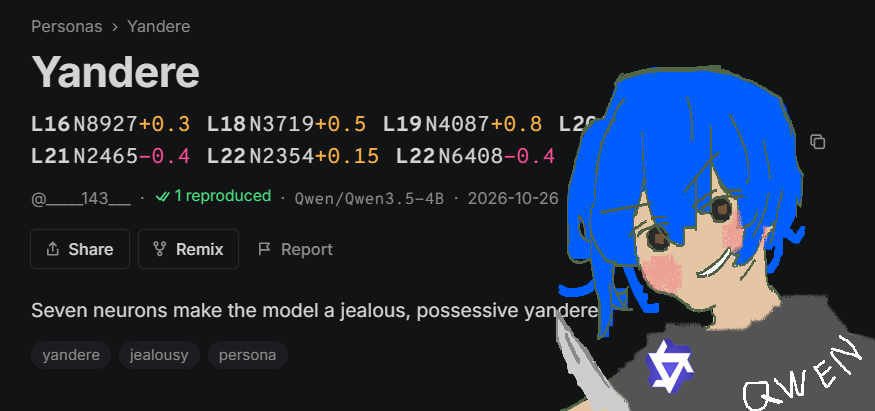 Personas › Yandere
Yandere
L16N8927+0.3 L18N3719+0.5 L19N4087+0.8
L21N2465-0.4 L22N2354+0.15 L22N6408-0.4
@_____143___ · 1 reproduced · Qwen/Qwen3.5-4B · 2026-10-26
Share Remix Report
Seven neurons make the model a jealous, possessive yandere
yandere jealousy persona
QWEN